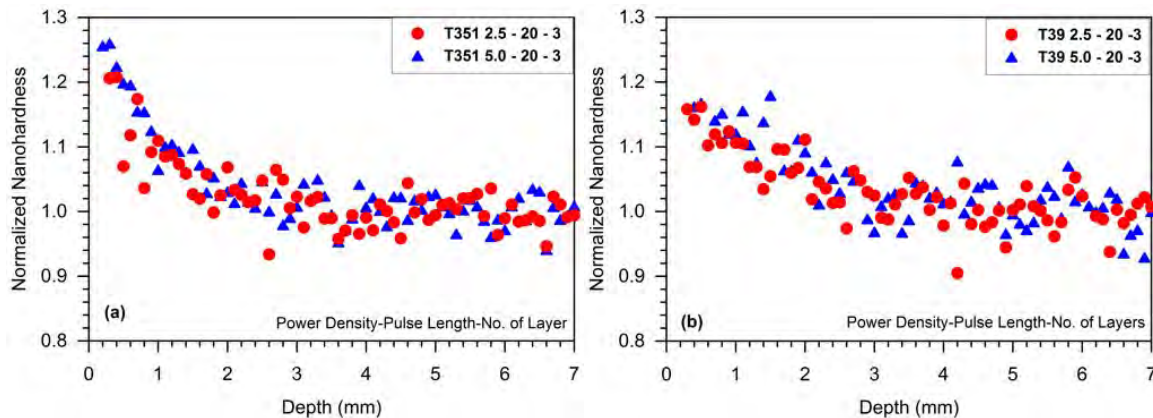 1.3
1.2
1.1
1.0
0.9
0.8
Normalized Nanohardness
T351 2.5 - 20 - 3
T351 5.0 - 20 - 3
(a)
Power Density-Pulse Length-No. of Layer
0 1 2 3 4 5 6 7
Depth (mm)
1.3
1.2
1.1
1.0
0.9
0.8
Normalized Nanohardness
T39 2.5 - 20 -3
T39 5.0 - 20 -3
(b)
Power Density-Pulse Length-No. of Layers
0 1 2 3 4 5 6 7
Depth (mm)